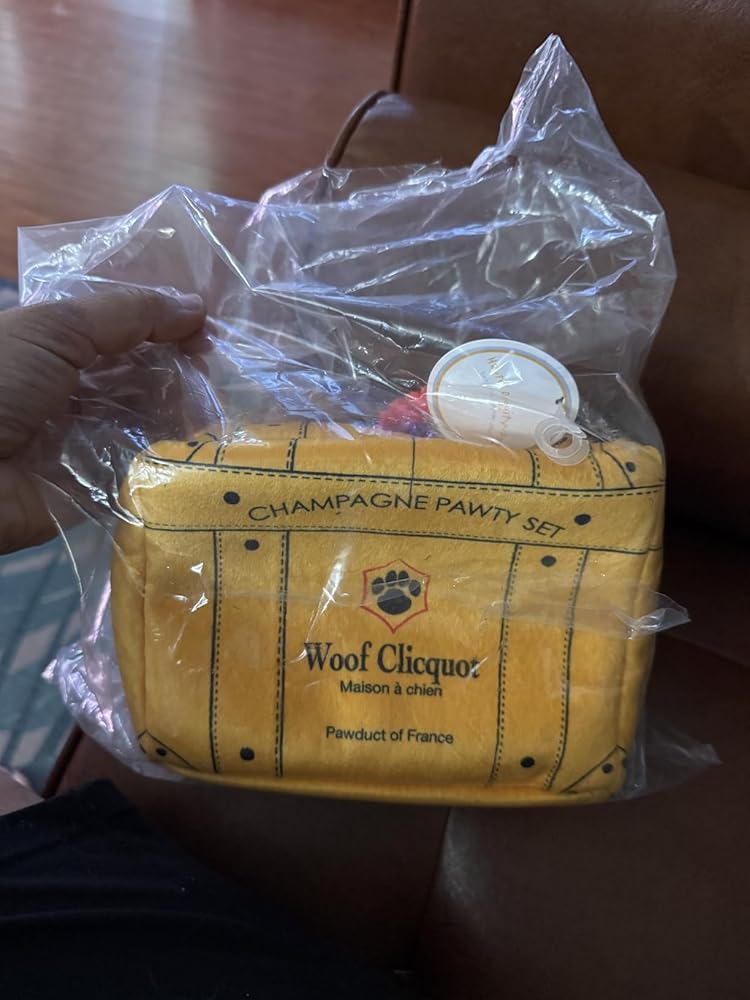 CHAMPAGNE PAWTY SET
Woof Clicquot
Maison à chien
Pawduct of France